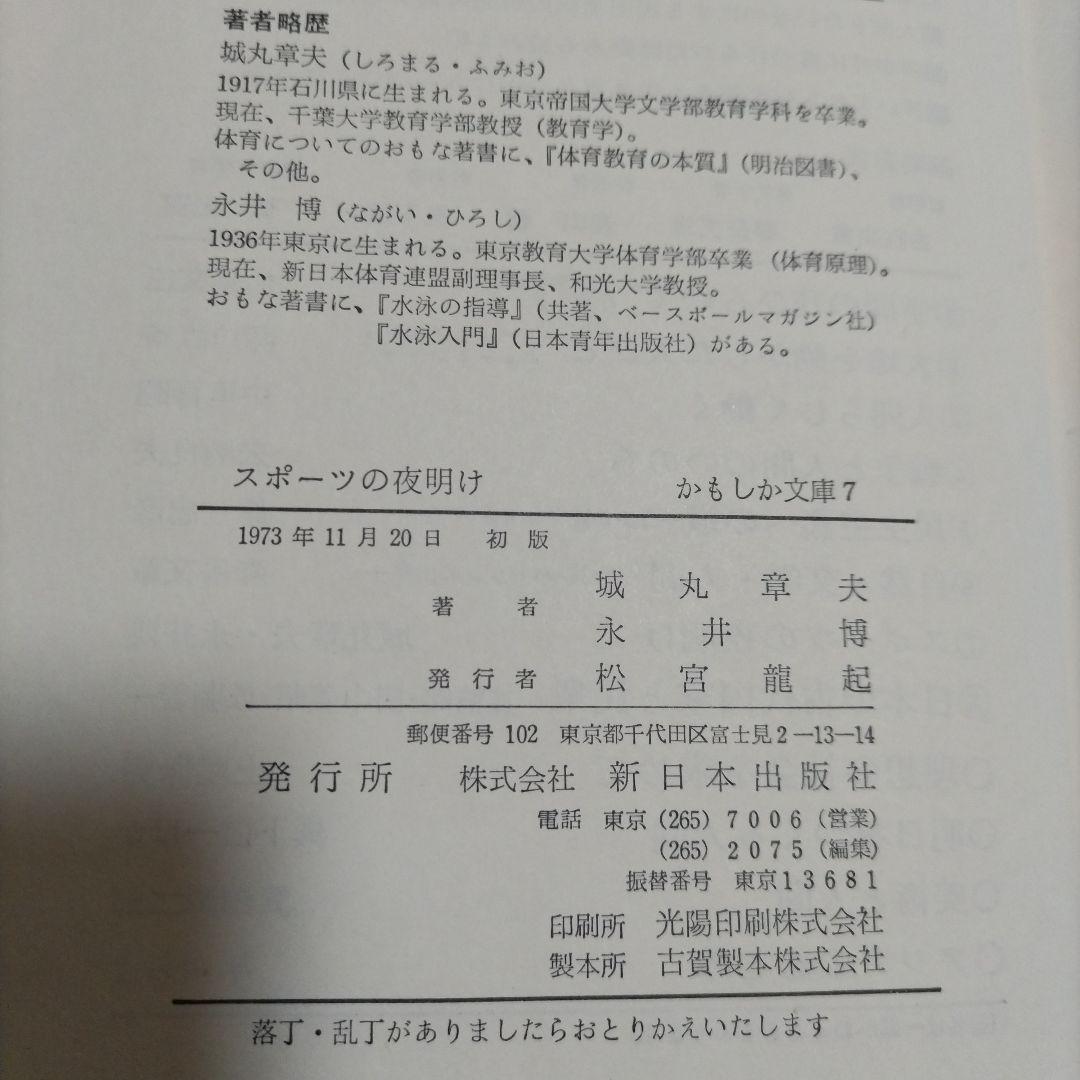 著者略歴
城丸章夫（しろまる・ふみお）
1917年石川県に生まれる。東京帝国大学文学部教育学科を卒業。
現在、千葉大学教育学部教授（教育学）。
体育についてのおもな著書に、『体育教育の本質』（明治図書）、
その他。
永井　博（ながい・ひろし）
1936年東京に生まれる。東京教育大学体育学部卒業（体育原理）。
現在、新日本体育連盟副理事長、和光大学教授。
おもな著書に、『水泳の指導』（共著、ベースボールマガジン社）
『水泳入門』（日本青年出版社）がある。
スポーツの夜明け　かもしか文庫7
1973年11月20日　初版
著者　城丸章夫
永井博
発行者　松宮龍起
郵便番号 102　東京都千代田区富士見2—13—14
発行所　株式会社　新日本出版社
電話　東京（265）7006（営業）
（265）2075（編集）
振替番号　東京13681
印刷所　光陽印刷株式会社
製本所　古賀製本株式会社
落丁・乱丁がありましたらおとりかえいたします